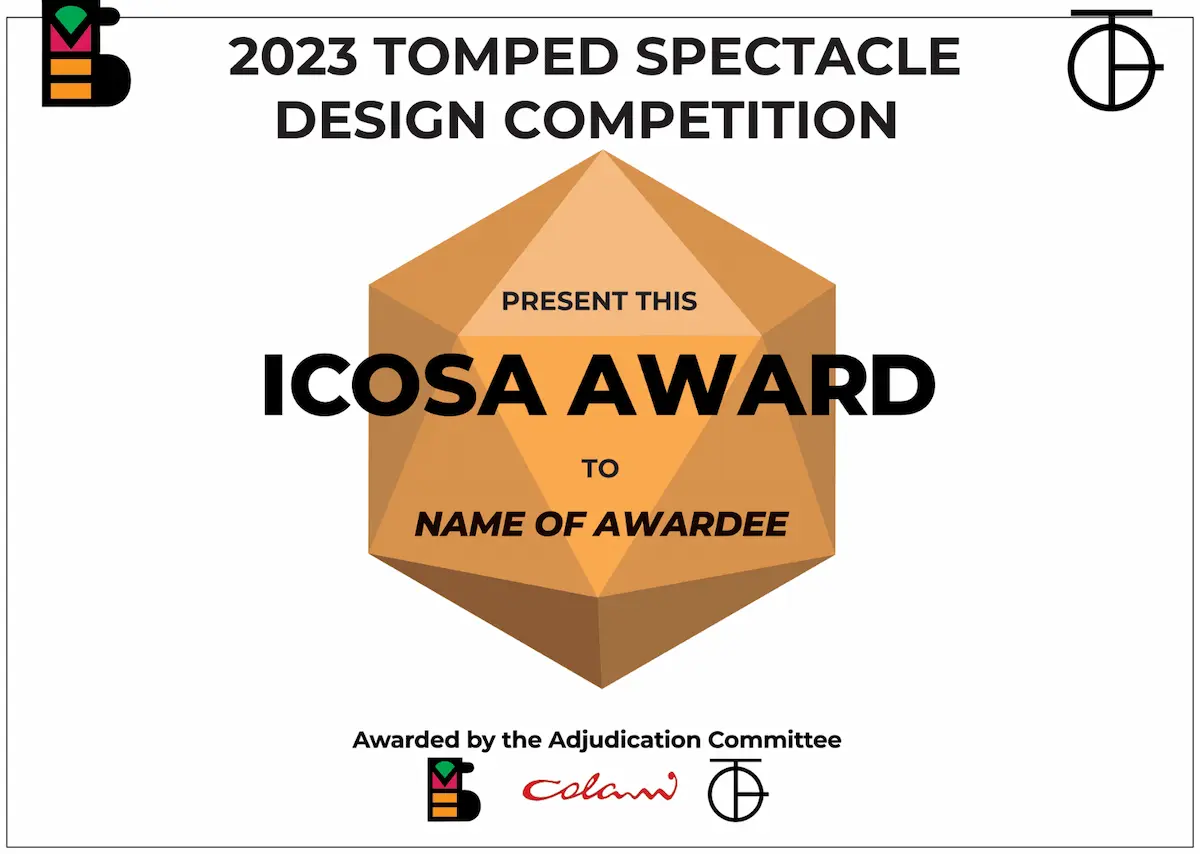 2023 TOMPED SPECTACLE
DESIGN COMPETITION
PRESENT THIS
ICOSA AWARD
TO
NAME OF AWARDEE
Awarded by the Adjudication Committee
Colani